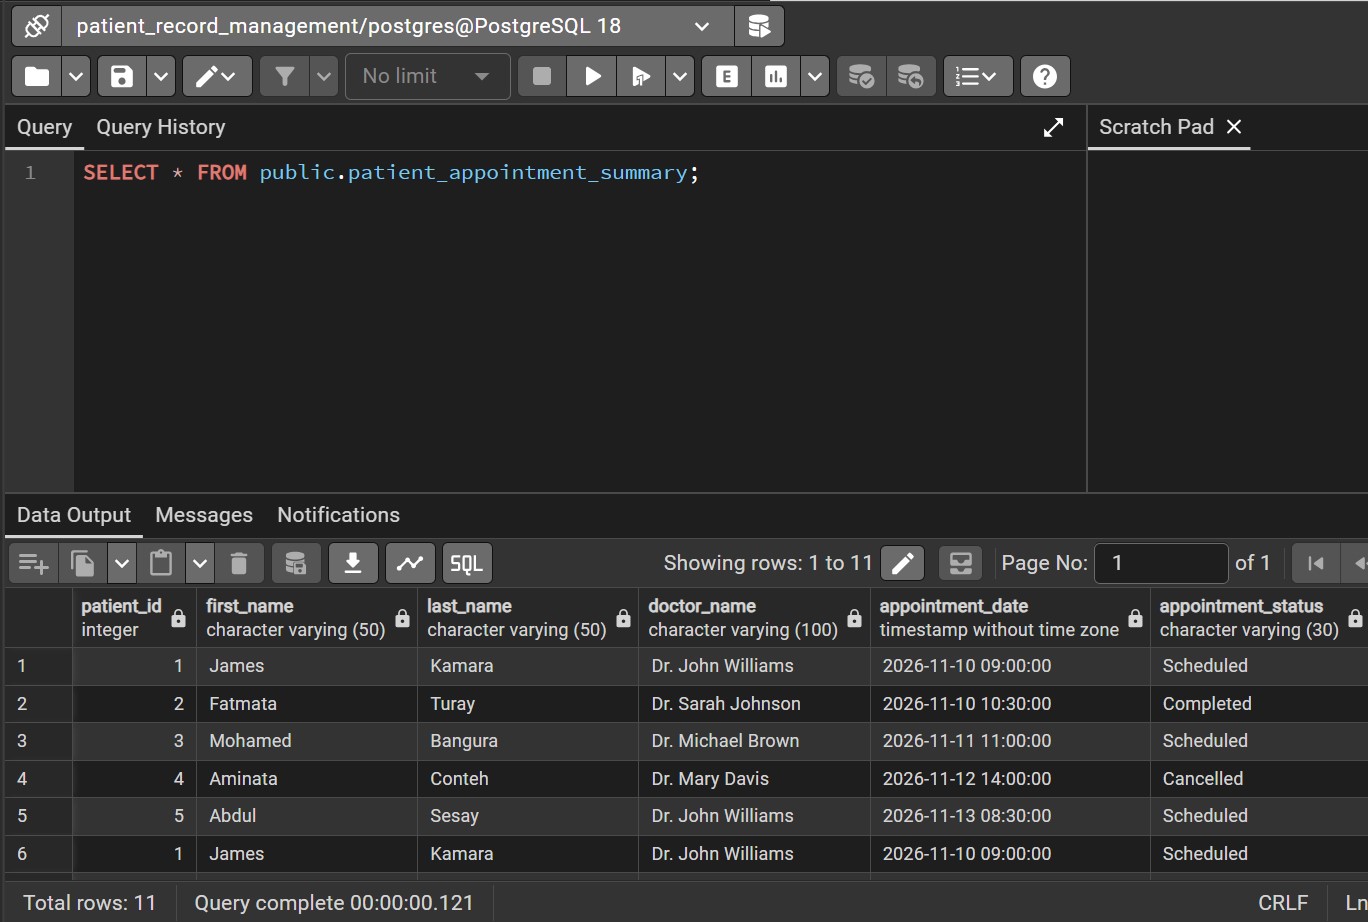 patient_record_management/postgres@PostgreSQL 18
No limit
E
Query Query History Scratch Pad
1 SELECT * FROM public.patient_appointment_summary;
Data Output Messages Notifications
SQL Showing rows: 1 to 11 Page No: 1 of 1
patient_id first_name last_name doctor_name appointment_date appointment_status
integer character varying (50) character varying (50) character varying (100) timestamp without time zone character varying (30)
1 1 James Kamara Dr. John Williams 2026-11-10 09:00:00 Scheduled
2 2 Fatmata Turay Dr. Sarah Johnson 2026-11-10 10:30:00 Completed
3 3 Mohamed Bangura Dr. Michael Brown 2026-11-11 11:00:00 Scheduled
4 4 Aminata Conteh Dr. Mary Davis 2026-11-12 14:00:00 Cancelled
5 5 Abdul Sesay Dr. John Williams 2026-11-13 08:30:00 Scheduled
6 1 James Kamara Dr. John Williams 2026-11-10 09:00:00 Scheduled
Total rows: 11 Query complete 00:00:00.121 CRLF Ln